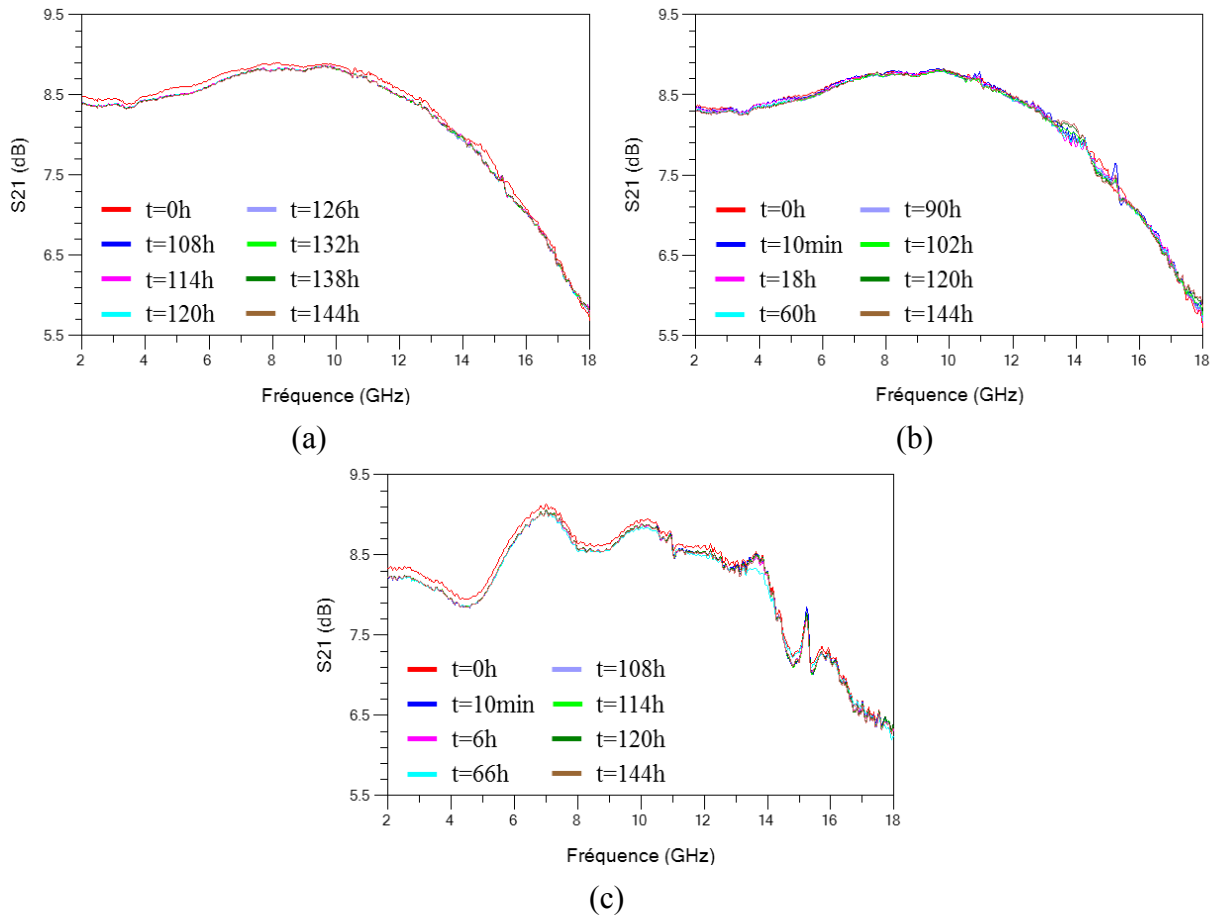 9.5
8.5
7.5
6.5
5.5
S21 (dB)
t=0h
t=108h
t=114h
t=120h
t=126h
t=132h
t=138h
t=144h
2 4 6 8 10 12 14 16 18
Fréquence (GHz)
(a)
9.5
8.5
7.5
6.5
5.5
S21 (dB)
t=0h
t=10min
t=18h
t=60h
t=90h
t=102h
t=120h
t=144h
2 4 6 8 10 12 14 16 18
Fréquence (GHz)
(b)
9.5
8.5
7.5
6.5
5.5
S21 (dB)
t=0h
t=10min
t=6h
t=66h
t=108h
t=114h
t=120h
t=144h
2 4 6 8 10 12 14 16 18
Fréquence (GHz)
(c)